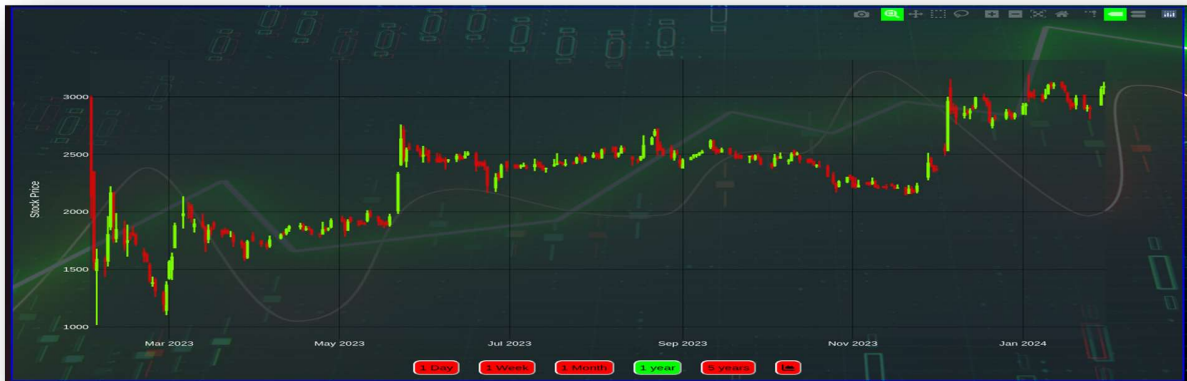 3000
2500
2000
1500
1000
Stock Price
Mar 2023 May 2023 Jul 2023 Sep 2023 Nov 2023 Jan 2024
1 Day 1 Week 1 Month 1 year 5 years